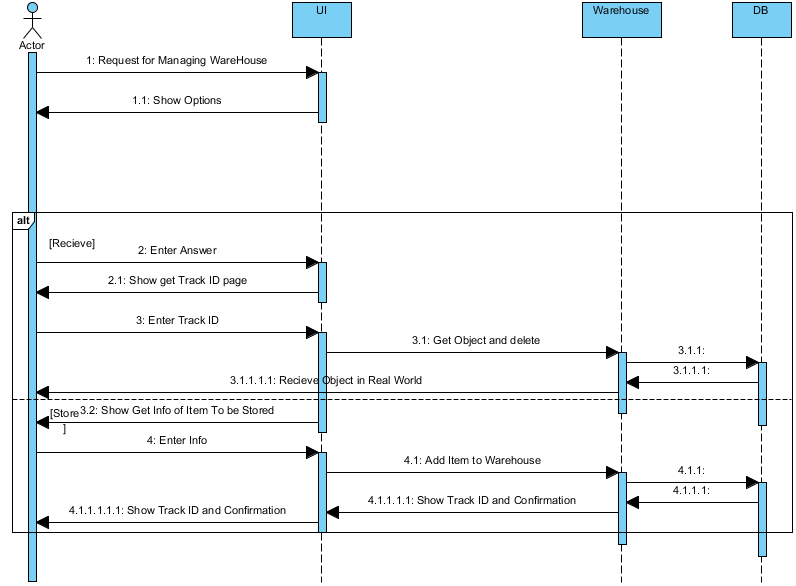 UI
Warehouse
DB
Actor
1: Request for Managing WareHouse
1.1: Show Options
alt
[Recieve]
2: Enter Answer
2.1: Show get Track ID page
3: Enter Track ID
3.1: Get Object and delete
3.1.1:
3.1.1.1:
3.1.1.1.1: Recieve Object in Real World
[Store
]
3.2: Show Get Info of Item To be Stored
4: Enter Info
4.1: Add Item to Warehouse
4.1.1:
4.1.1.1:
4.1.1.1.1: Show Track ID and Confirmation
4.1.1.1.1.1: Show Track ID and Confirmation